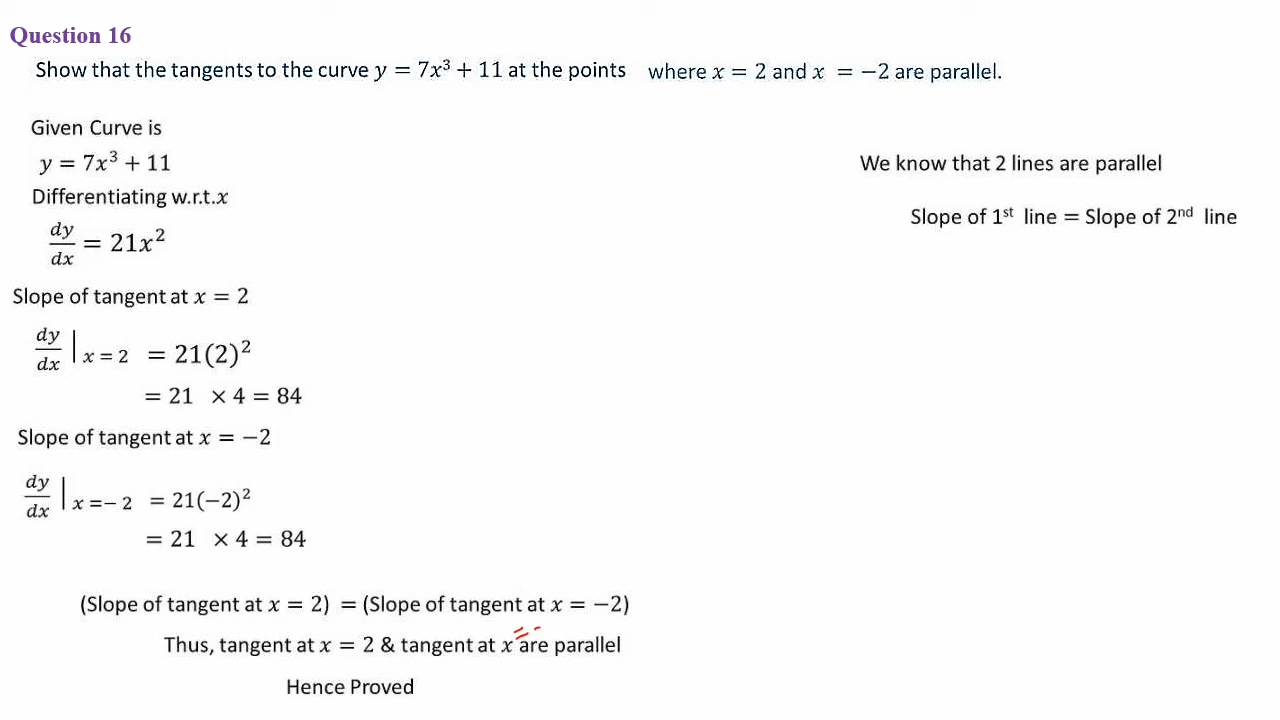 Question 16
Show that the tangents to the curve y = 7x³ + 11 at the points where x = 2 and x = −2 are parallel.
Given Curve is
y = 7x³ + 11
Differentiating w.r.t.x
dy/dx = 21x²
Slope of tangent at x = 2
dy/dx | x = 2 = 21(2)²
= 21 × 4 = 84
Slope of tangent at x = −2
dy/dx | x =− 2 = 21(−2)²
= 21 × 4 = 84
(Slope of tangent at x = 2) = (Slope of tangent at x = −2)
Thus, tangent at x = 2 & tangent at x = - are parallel
Hence Proved
We know that 2 lines are parallel
Slope of 1st line = Slope of 2nd line